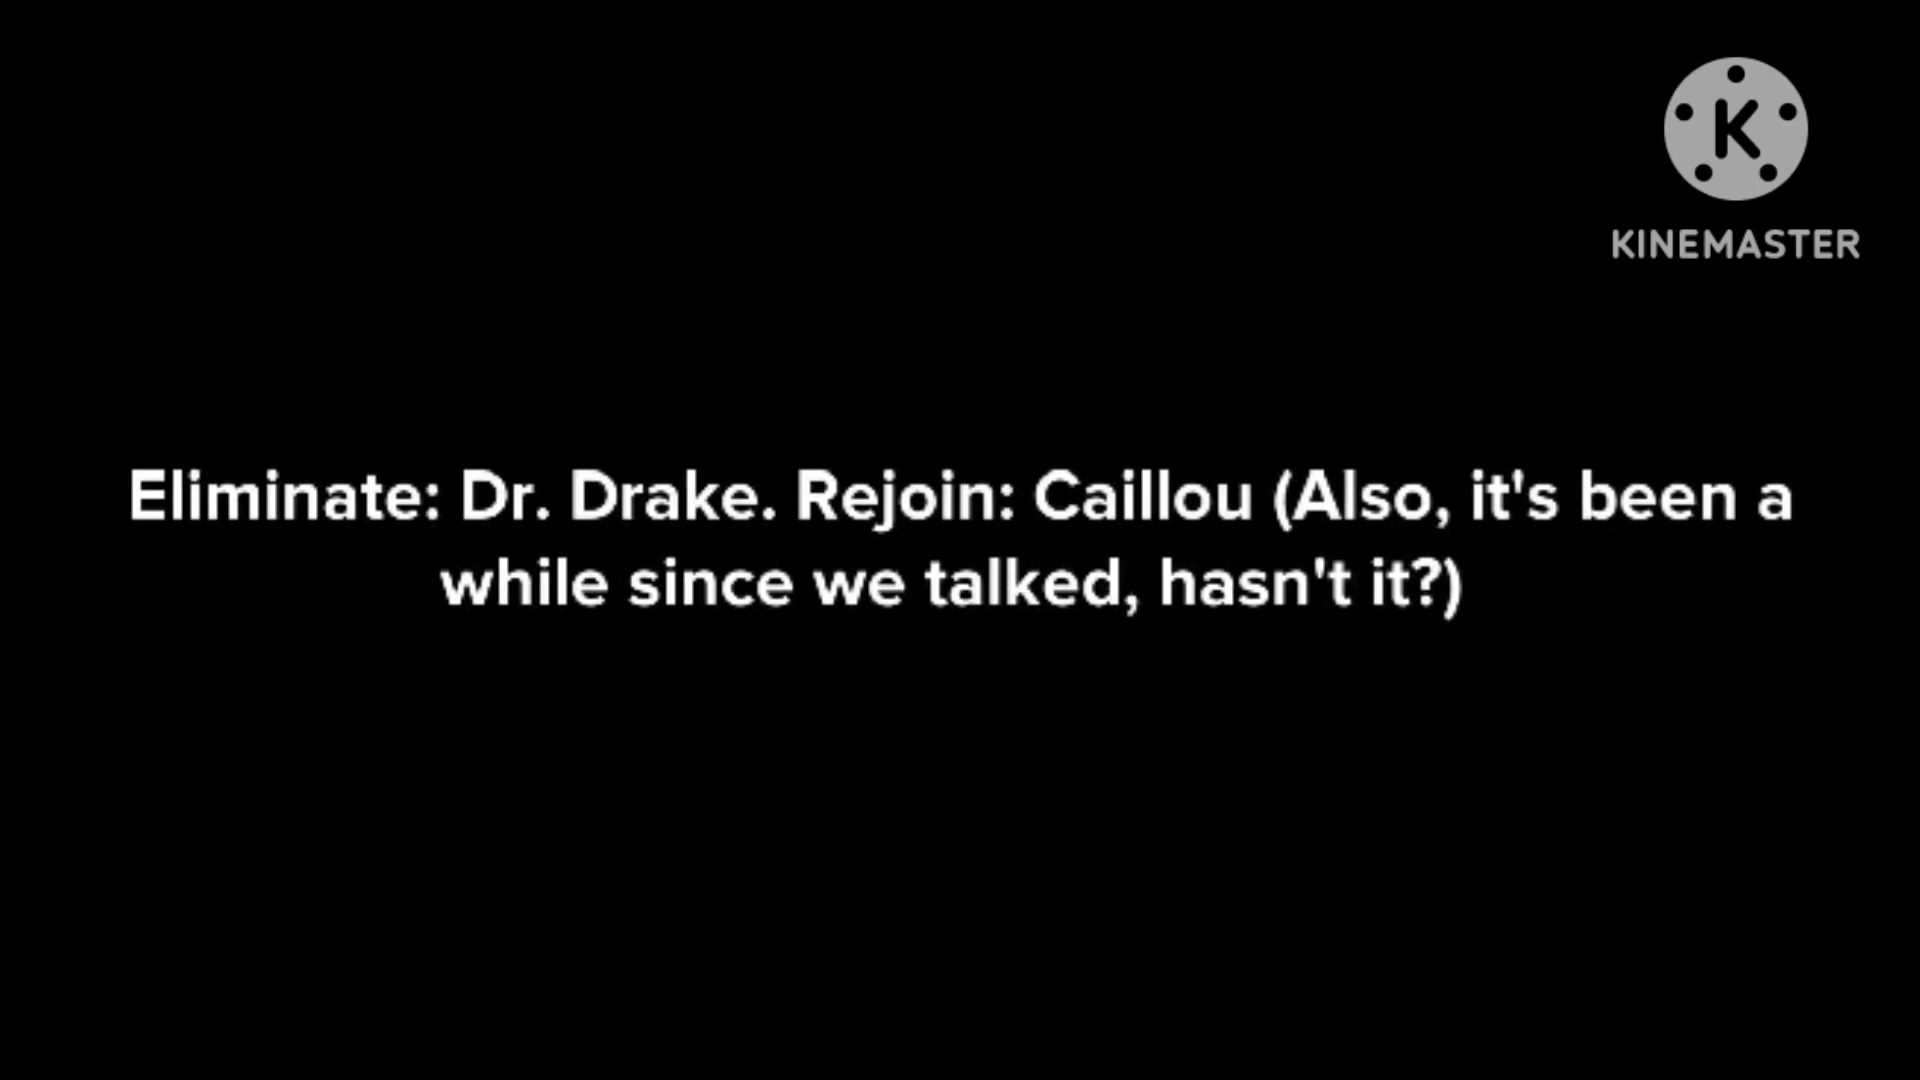 K
KINEMASTER
Eliminate: Dr. Drake. Rejoin: Caillou (Also, it's been a
while since we talked, hasn't it?)